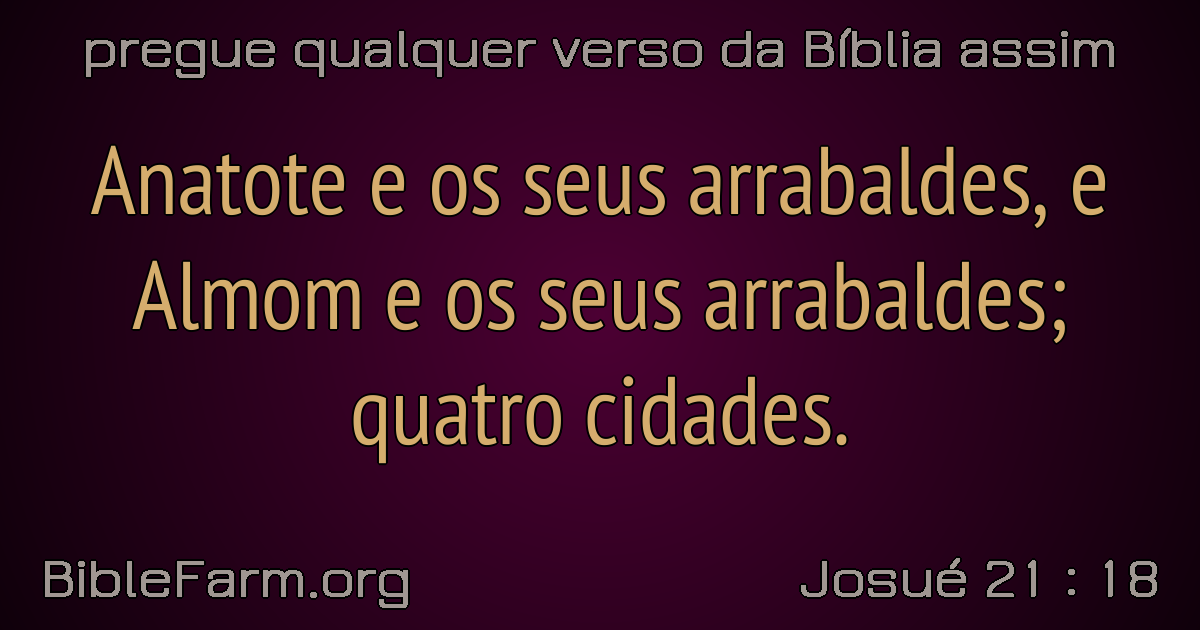 pregue qualquer verso da Bíblia assim
Anatote e os seus arrabaldes, e
Almom e os seus arrabaldes;
quatro cidades.
BibleFarm.org
Josué 21 : 18